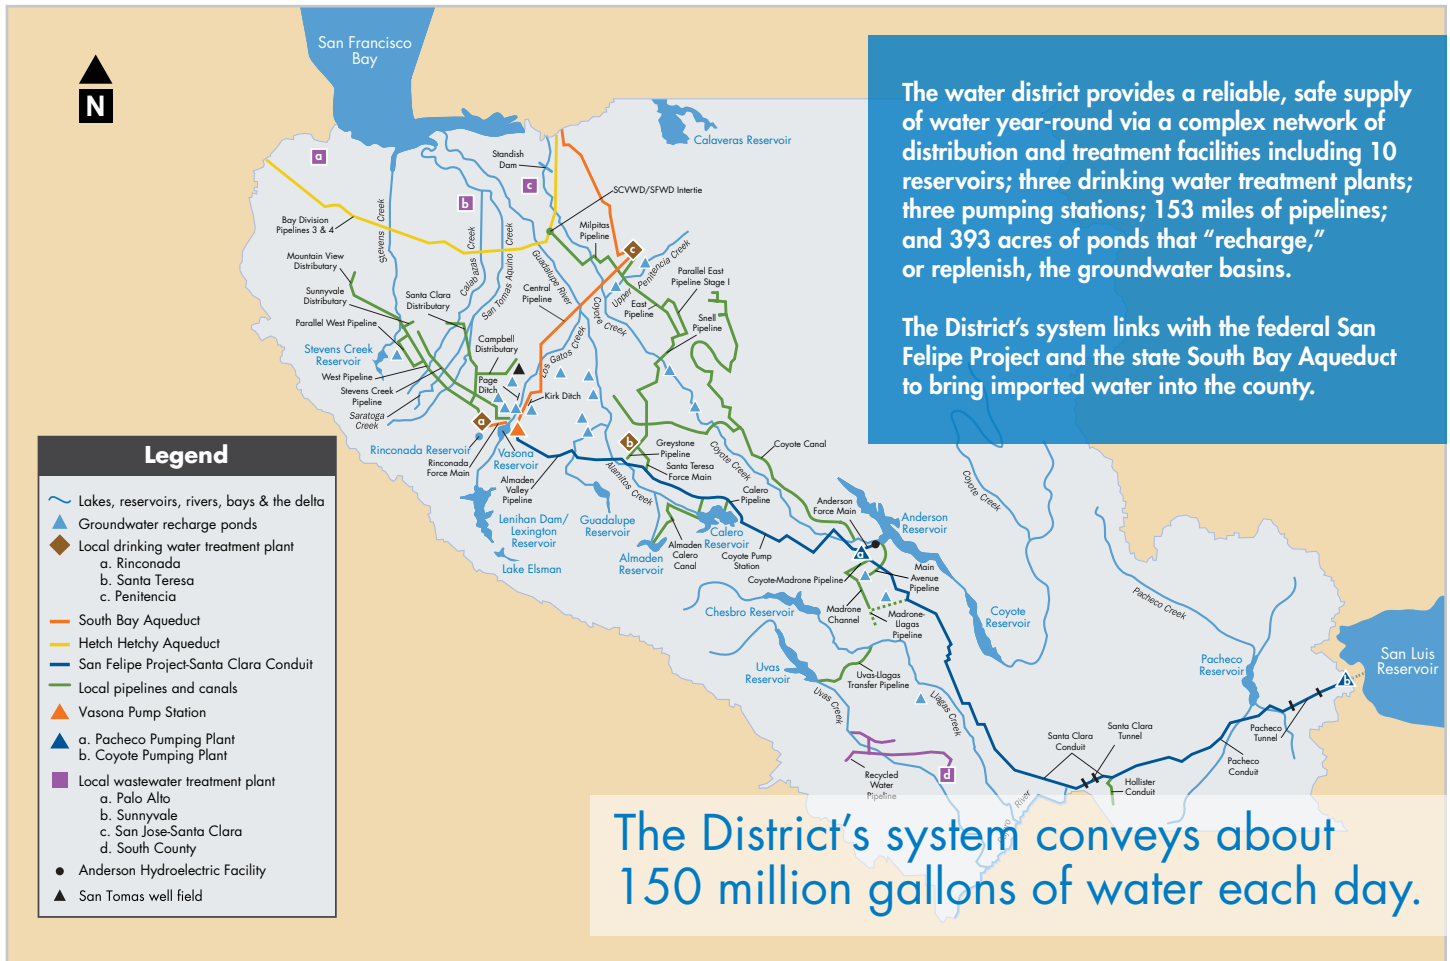 San Francisco
Bay
N
The water district provides a reliable, safe supply
of water year-round via a complex network of
distribution and treatment facilities including 10
reservoirs; three drinking water treatment plants;
three pumping stations; 153 miles of pipelines;
and 393 acres of ponds that “recharge,”
or replenish, the groundwater basins.
The District’s system links with the federal San
Felipe Project and the state South Bay Aqueduct
to bring imported water into the county.
Calaveras Reservoir
Standish
Dam
a
c
b
SCVWD/SFWD Intertie
Bay Division
Pipelines 3 & 4
Stevens Creek
Calabazas Creek
San Tomas Aquino Creek
Guadalupe River
Milpitas
Pipeline
c
Upper Penitencia Creek
Mountain View
Distributary
Sunnyvale
Distributary
Santa Clara
Distributary
Central
Pipeline
Coyote Creek
Parallel East
Pipeline Stage I
East
Pipeline
Snell
Pipeline
Parallel West Pipeline
Stevens Creek
Reservoir
Campbell
Distributary
Los Gatos Creek
West Pipeline
Page
Ditch
Kirk Ditch
Stevens Creek
Pipeline
Saratoga
Creek
a
b
Rinconada Reservoir
Rinconada
Force Main
Vasona
Reservoir
Greystone
Pipeline
Santa Teresa
Force Main
Coyote Canal
Coyote Creek
Almaden
Valley
Pipeline
Alamitos Creek
Calero
Pipeline
Anderson
Force Main
Anderson
Reservoir
Coyote Creek
Lenihan Dam/
Lexington
Reservoir
Guadalupe
Reservoir
Almaden
Reservoir
Almaden
Calero
Canal
Calero
Reservoir
Coyote Pump
Station
a
Lake Elsman
Coyote-Madrone Pipeline
Main
Avenue
Pipeline
Chesbro Reservoir
Madrone
Channel
Madrone-
Llagas
Pipeline
Coyote
Reservoir
Pacheco Creek
Uvas
Reservoir
Uvas-Llagas
Transfer Pipeline
Pacheco
Reservoir
San Luis
Reservoir
b
Uvas Creek
Llagas Creek
Santa Clara
Conduit
Santa Clara
Tunnel
Pacheco
Tunnel
Pacheco
Conduit
Hollister
Conduit
Recycled
Water
Pipeline
d
River
The District’s system conveys about
150 million gallons of water each day.
Legend
Lakes, reservoirs, rivers, bays & the delta
Groundwater recharge ponds
Local drinking water treatment plant
a. Rinconada
b. Santa Teresa
c. Penitencia
South Bay Aqueduct
Hetch Hetchy Aqueduct
San Felipe Project-Santa Clara Conduit
Local pipelines and canals
Vasona Pump Station
a. Pacheco Pumping Plant
b. Coyote Pumping Plant
Local wastewater treatment plant
a. Palo Alto
b. Sunnyvale
c. San Jose-Santa Clara
d. South County
Anderson Hydroelectric Facility
San Tomas well field